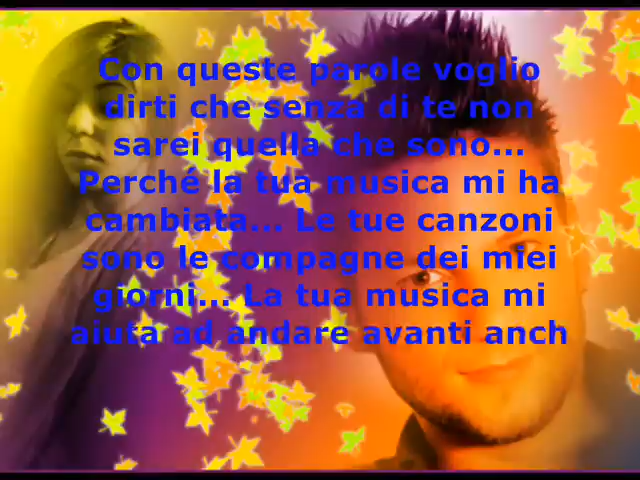 Con queste parole voglio
dirti che senza di te non
sarei quella che sono...
Perché la tua musica mi ha
cambiata... Le tue canzoni
sono le compagne dei miei
giorni... La tua musica mi
aiuta ad andare avanti anch